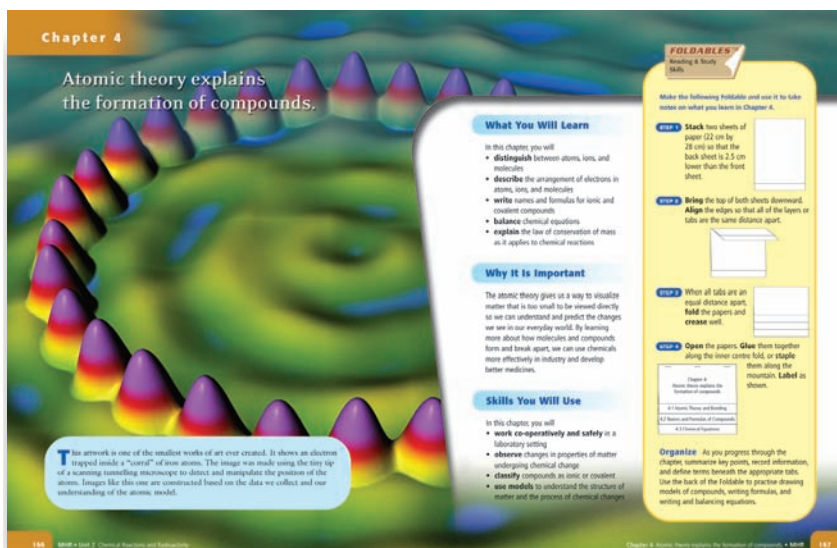 Chapter 4
Atomic theory explains
the formation of compounds.
This artwork is one of the smallest works of art ever created. It shows an electron
trapped inside a "corral" of iron atoms. The image was made using the tiny tip
of a scanning tunnelling microscope to detect and manipulate the position of the
atoms. Images like this one are constructed based on the data we collect and our
understanding of the atomic model.
166 MHR • Unit 2 Chemical Reactions and Radioactivity
What You Will Learn
In this chapter, you will
• distinguish between atoms, ions, and
molecules
• describe the arrangement of electrons in
atoms, ions, and molecules
• write names and formulas for ionic and
covalent compounds
• balance chemical equations
• explain the law of conservation of mass
as it applies to chemical reactions
Why It Is Important
The atomic theory gives us a way to visualize
matter that is too small to be viewed directly
so we can understand and predict the changes
we see in our everyday world. By learning
more about how molecules and compounds
form and break apart, we can use chemicals
more effectively in industry and develop
better medicines.
Skills You Will Use
In this chapter, you will
• work co-operatively and safely in a
laboratory setting
• observe changes in properties of matter
undergoing chemical change
• classify compounds as ionic or covalent
• use models to understand the structure of
matter and the process of chemical changes
FOLDABLES™
Reading & Study
Skills
Make the following Foldable and use it to take
notes on what you learn in Chapter 4.
STEP 1 Stack two sheets of
paper (22 cm by
28 cm) so that the
back sheet is 2.5 cm
lower than the front
sheet.
STEP 2 Bring the top of both sheets downward.
Align the edges so that all of the layers or
tabs are the same distance apart.
STEP 3 When all tabs are an
equal distance apart,
fold the papers and
crease well.
STEP 4 Open the papers. Glue them together
along the inner centre fold, or staple
them along the
mountain. Label as
shown.
Chapter 4
Atomic theory explains the
formation of compounds
4.1 Atomic Theory and Bonding
4.2 Names and Formulas of Compounds
4.3 Chemical Equations
Organize As you progress through the
chapter, summarize key points, record information,
and define terms beneath the appropriate tabs.
Use the back of the Foldable to practise drawing
models of compounds, writing formulas, and
writing and balancing equations.
Chapter 4 Atomic theory explains the formation of compounds. • MHR 167